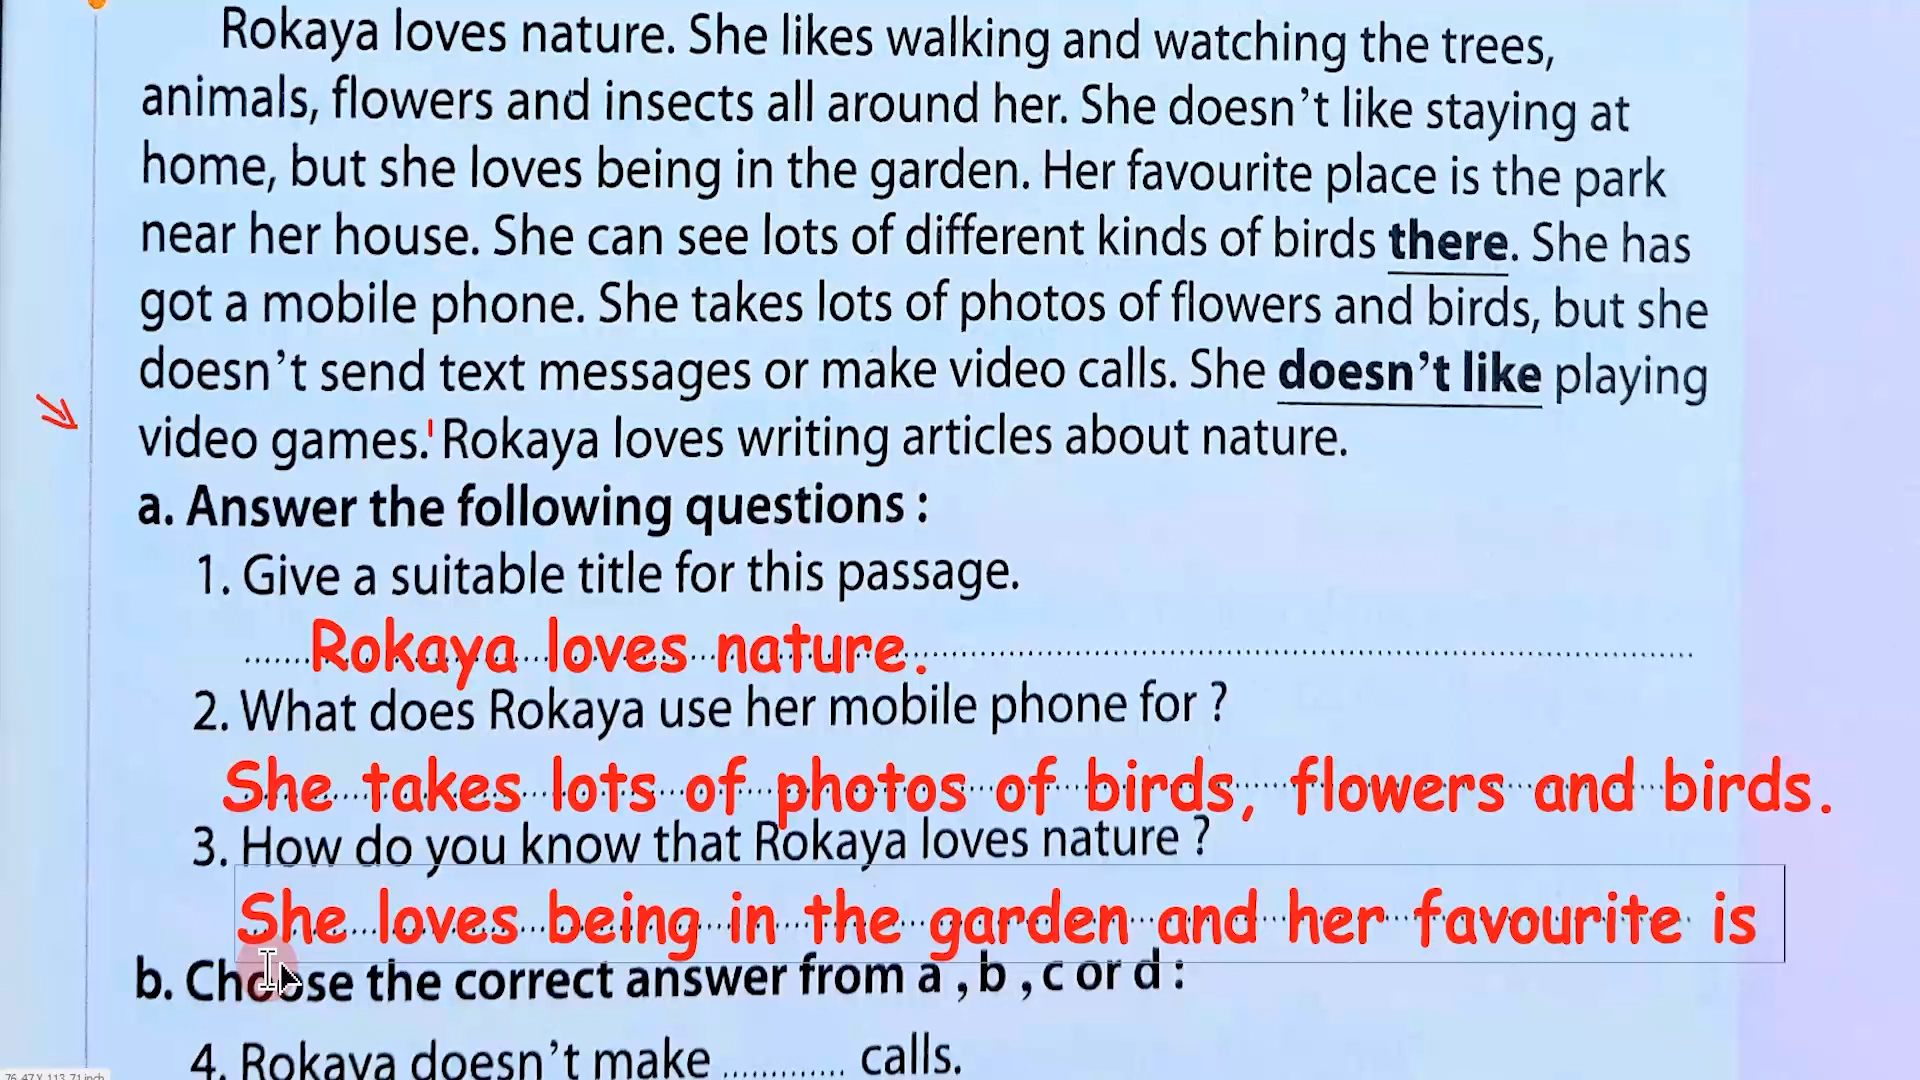 Rokaya loves nature. She likes walking and watching the trees,
animals, flowers and insects all around her. She doesn't like staying at
home, but she loves being in the garden. Her favourite place is the park
near her house. She can see lots of different kinds of birds there. She has
got a mobile phone. She takes lots of photos of flowers and birds, but she
doesn't send text messages or make video calls. She doesn't like playing
video games. Rokaya loves writing articles about nature.
a. Answer the following questions :
1. Give a suitable title for this passage.
Rokaya loves nature.
2. What does Rokaya use her mobile phone for ?
She takes lots of photos of birds, flowers and birds.
3. How do you know that Rokaya loves nature ?
She loves being in the garden and her favourite is
b. Choose the correct answer from a , b , c or d :
4. Rokaya doesn't make ............ calls.
76.47 X 113.71 inch